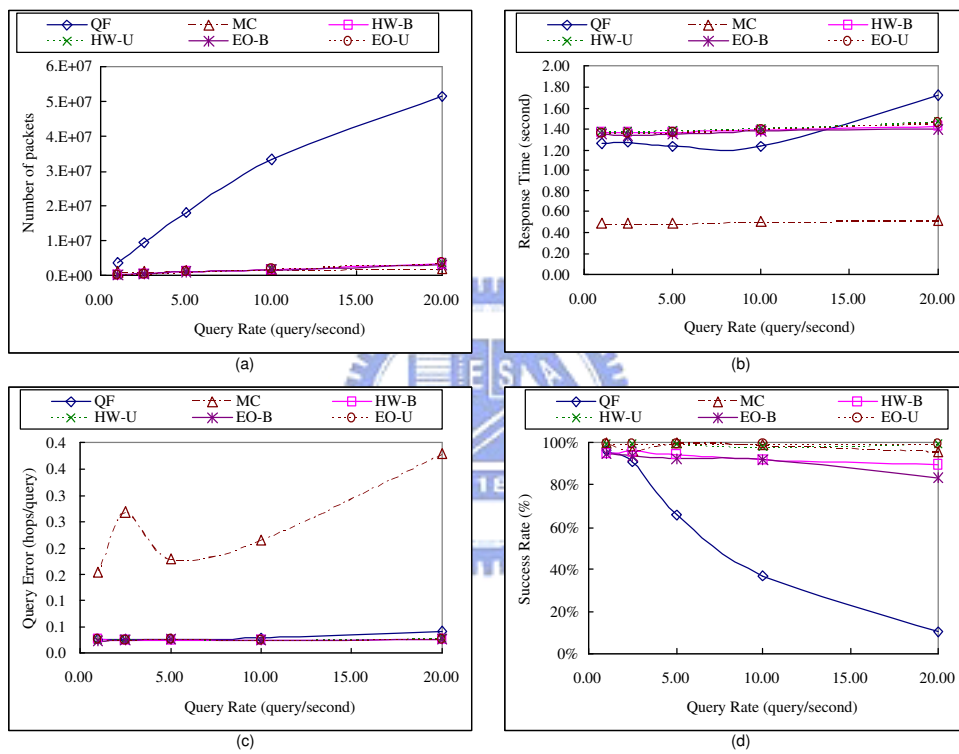 QF MC HW-B
HW-U EO-B EO-U
6.E+07
5.E+07
4.E+07
3.E+07
2.E+07
1.E+07
0.E+00
Number of packets
0.00 5.00 10.00 15.00 20.00
Query Rate (query/second)
(a)
QF MC HW-B
HW-U EO-B EO-U
2.00
1.80
1.60
1.40
1.20
1.00
0.80
0.60
0.40
0.20
0.00
Response Time (second)
0.00 5.00 10.00 15.00 20.00
Query Rate (query/second)
(b)
ESA
18
QF MC HW-B
HW-U EO-B EO-U
0.4
0.4
0.3
0.3
0.2
0.2
0.1
0.1
0.0
Query Error (hops/query)
0.00 5.00 10.00 15.00 20.00
Query Rate (query/second)
(c)
QF MC HW-B
HW-U EO-B EO-U
100%
80%
60%
40%
20%
0%
Success Rate (%)
0.00 5.00 10.00 15.00 20.00
Query Rate (query/second)
(d)